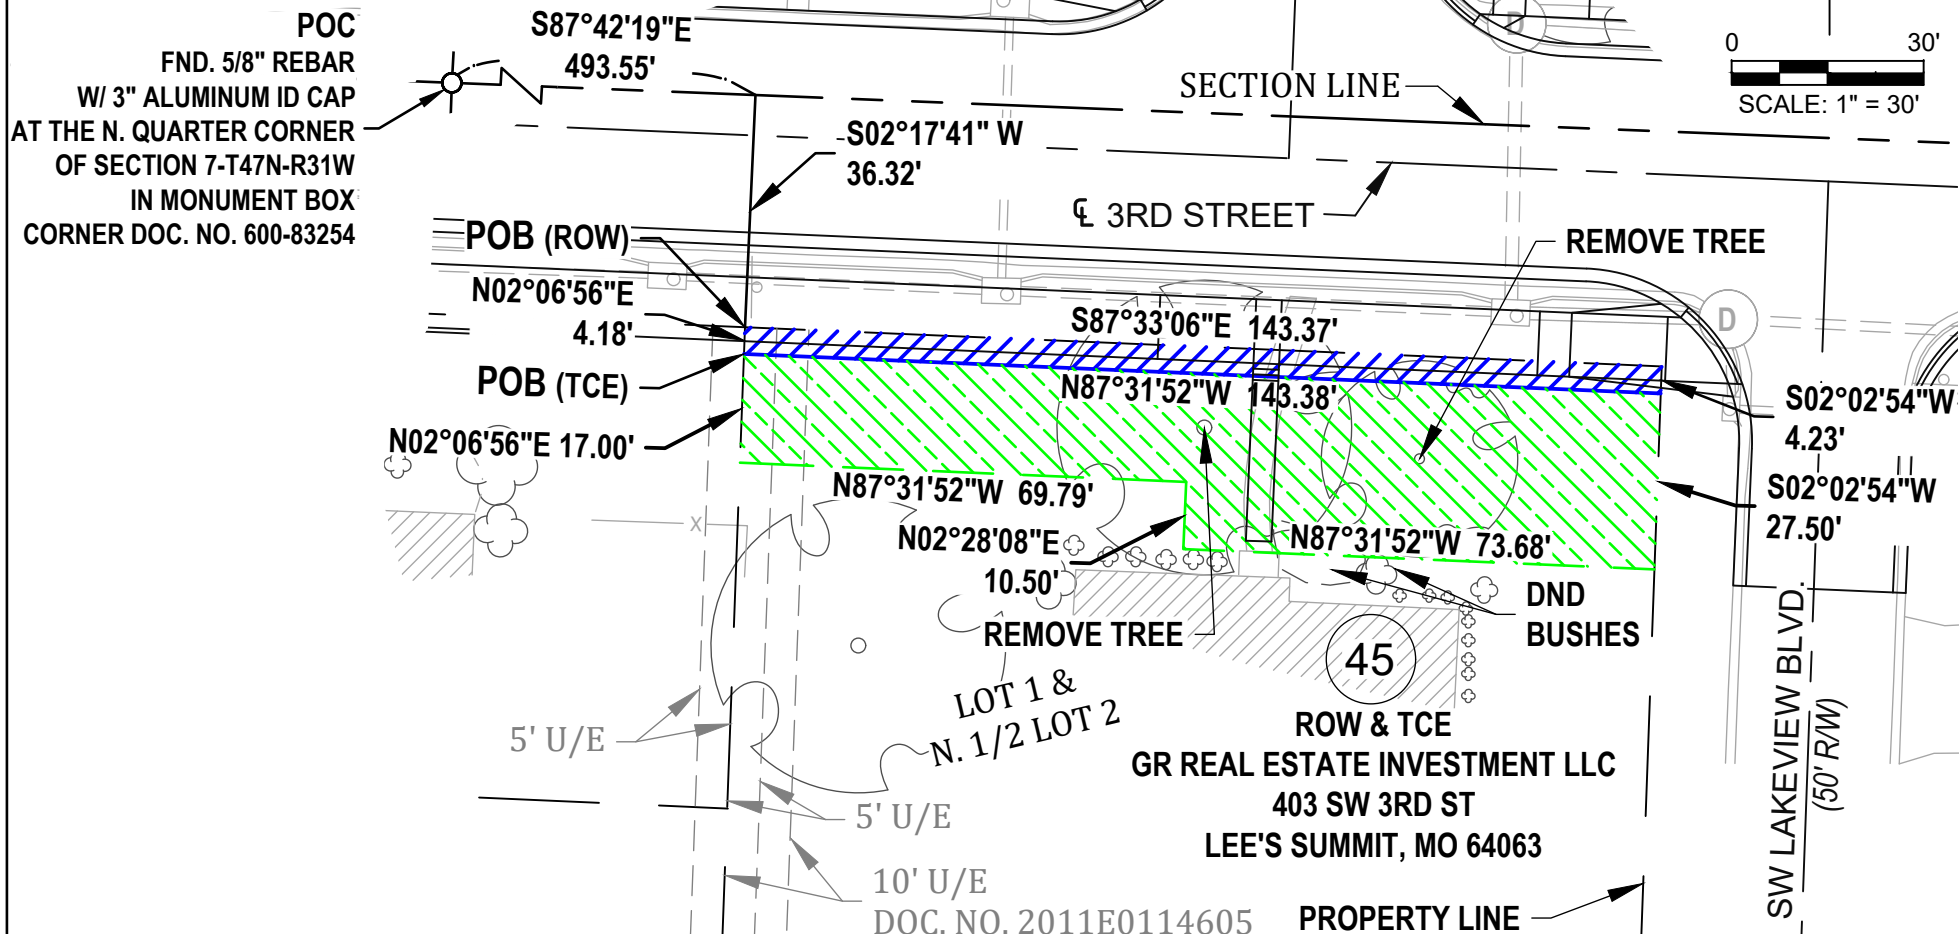 POC
FND. 5/8" REBAR
W/ 3" ALUMINUM ID CAP
AT THE N. QUARTER CORNER
OF SECTION 7-T47N-R31W
IN MONUMENT BOX
CORNER DOC. NO. 600-83254
S87°42'19"E
493.55'
SECTION LINE
D
0 30'
SCALE: 1" = 30'
S02°17'41" W
36.32'
℄ 3RD STREET
POB (ROW)
REMOVE TREE
N02°06'56"E
4.18'
S87°33'06"E 143.37'
D
POB (TCE)
N87°31'52"W 143.38'
S02°02'54"W
4.23'
N02°06'56"E 17.00'
N87°31'52"W 69.79'
S02°02'54"W
27.50'
X
N02°28'08"E
10.50'
N87°31'52"W 73.68'
REMOVE TREE
DND
BUSHES
45
LOT 1 &
N. 1/2 LOT 2
5' U/E
ROW & TCE
GR REAL ESTATE INVESTMENT LLC
403 SW 3RD ST
LEE'S SUMMIT, MO 64063
SW LAKEVIEW BLVD.
(50' R/W)
5' U/E
10' U/E
DOC. NO. 2011E0114605
PROPERTY LINE